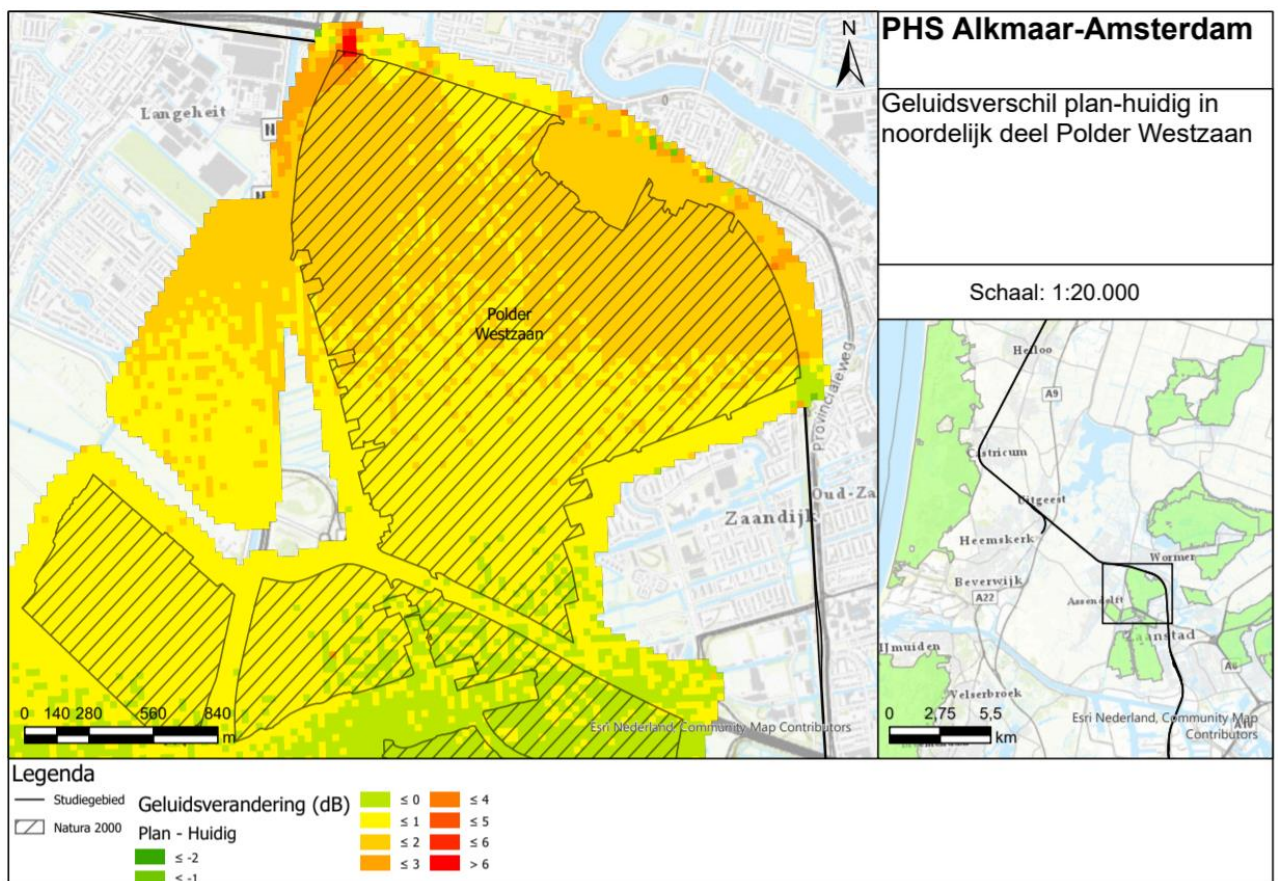 PHS Alkmaar-Amsterdam
Geluidsverschil plan-huidig in
noordelijk deel Polder Westzaan
Schaal: 1:20.000
N
Langeheit
N
N
Polder
Westzaan
Provincialeweg
Oud-Za
Zaandijk
0 140 280 560 840
m
Esri Nederland, Community Map Contributors
Heiloo
A9
Castricum
Uitgeest
Heemskerk
Wormer
Beverwijk
A22
Assendelft
Zaanstad
IJmuiden
A8
Velserbroek
0 2,75 5,5
km
Esri Nederland, Community Map
Contributors
A10
Legenda
Studiegebied
Natura 2000
Geluidsverandering (dB)
Plan - Huidig
≤ -2
≤ -1
≤ 0
≤ 1
≤ 2
≤ 3
≤ 4
≤ 5
≤ 6
> 6